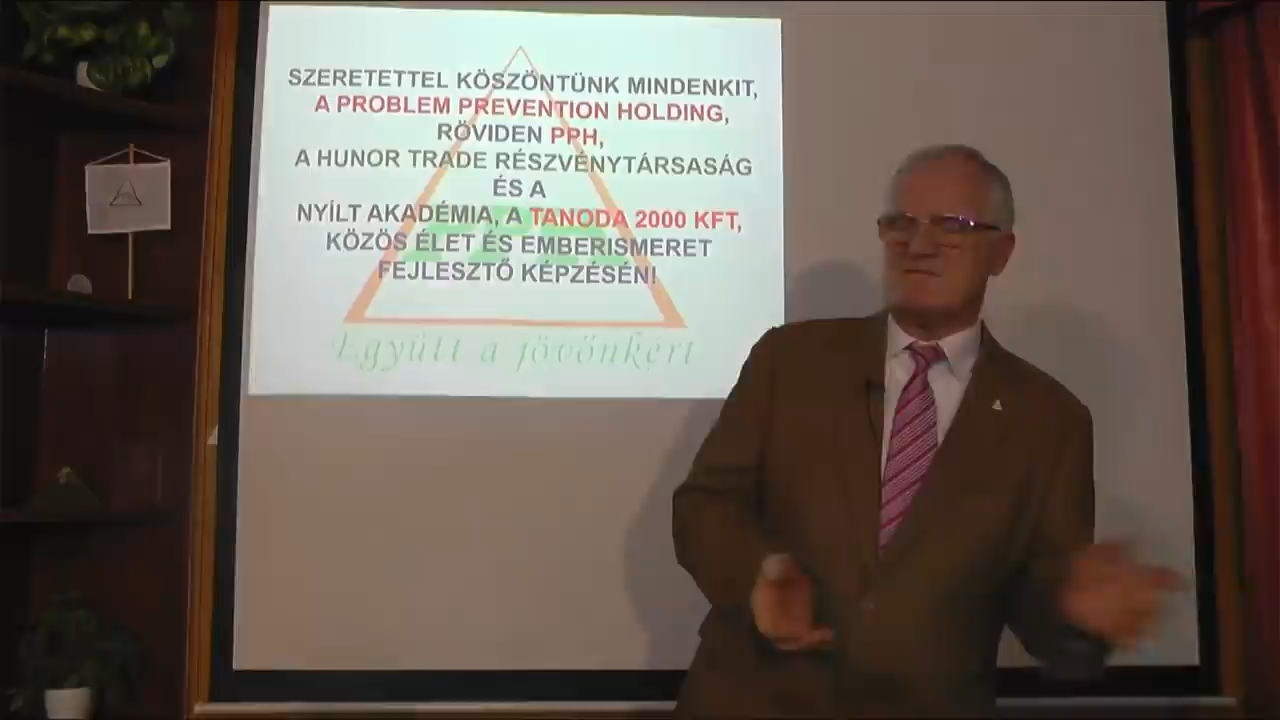 SZERETETTEL KÖSZÖNTÜNK MINDENKIT,
A PROBLEM PREVENTION HOLDING,
RÖVIDEN PPH,
A HUNOR TRADE RÉSZVÉNYTÁRSASÁG
ÉS A
NYÍLT AKADÉMIA, A TANODA 2000 KFT,
KÖZÖS ÉLET ÉS EMBERISMERET
FEJLESZTŐ KÉPZÉSÉN!
Együtt a jövőnkért